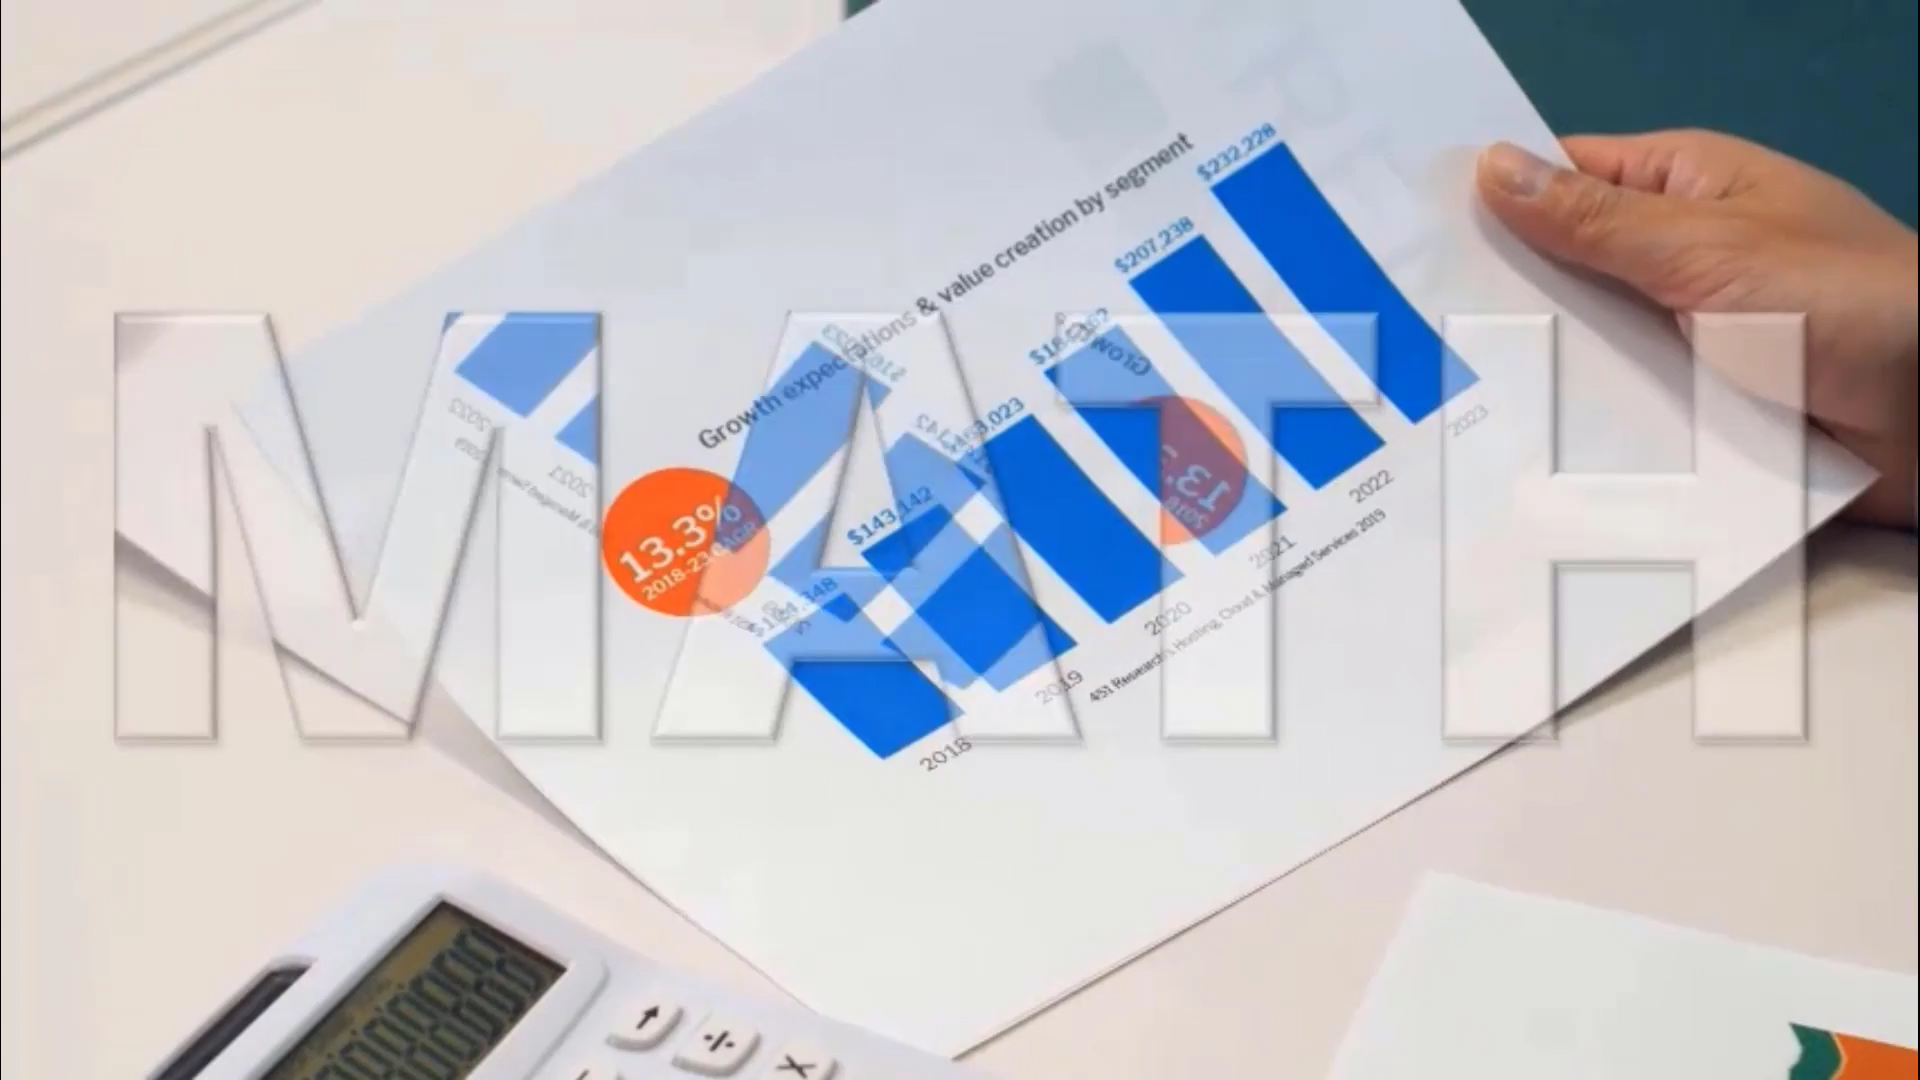 MATH
Growth expectations & value creation by segment
$232,228
$207,238
$143,142
13.3%
2018-23 CAGR
2018
2019
2020
2021
2022
2023
451 Research's Hosting, Cloud & Managed Services 2019